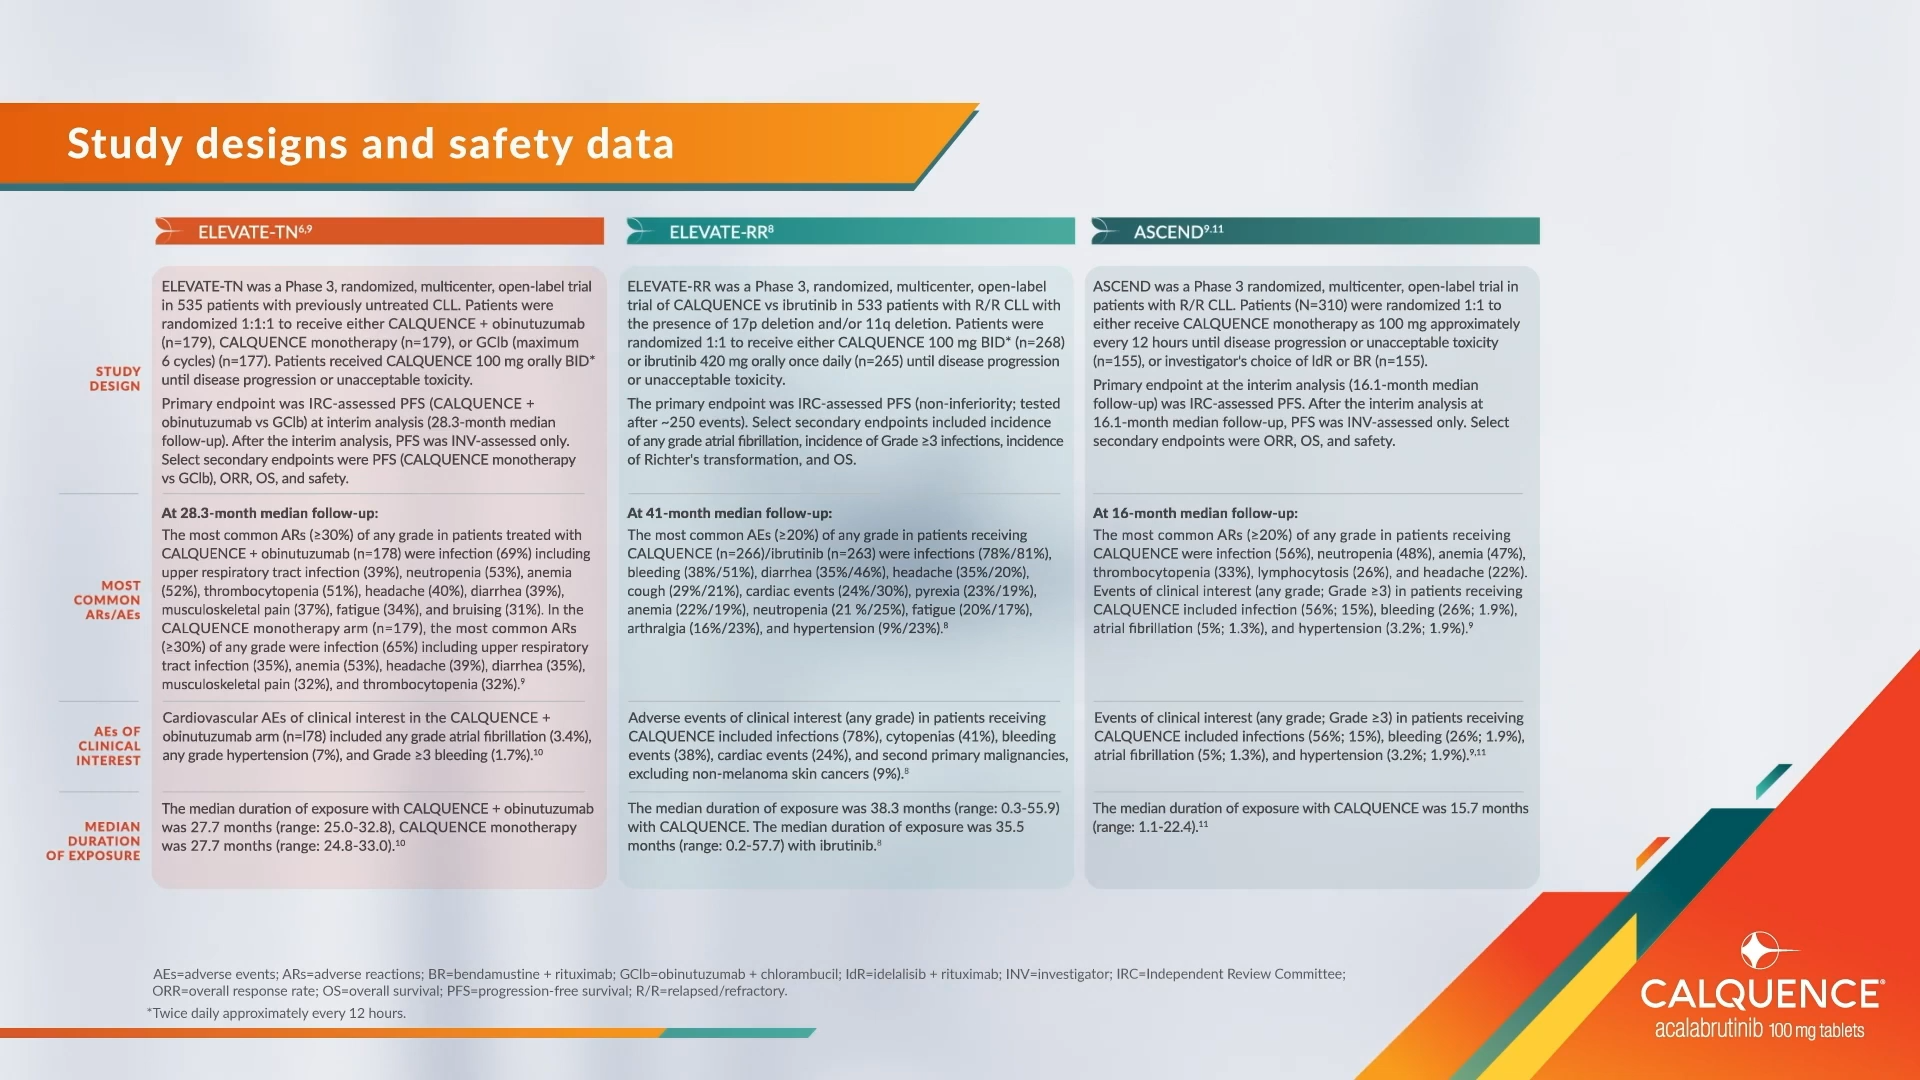 Study designs and safety data
ELEVATE-TN6,9
ELEVATE-RR8
ASCEND9,11
STUDY
DESIGN
ELEVATE-TN was a Phase 3, randomized, multicenter, open-label trial
in 535 patients with previously untreated CLL. Patients were
randomized 1:1:1 to receive either CALQUENCE + obinutuzumab
(n=179), CALQUENCE monotherapy (n=179), or GClb (maximum
6 cycles) (n=177). Patients received CALQUENCE 100 mg orally BID*
until disease progression or unacceptable toxicity.
Primary endpoint was IRC-assessed PFS (CALQUENCE +
obinutuzumab vs GClb) at interim analysis (28.3-month median
follow-up). After the interim analysis, PFS was INV-assessed only.
Select secondary endpoints were PFS (CALQUENCE monotherapy
vs GClb), ORR, OS, and safety.
ELEVATE-RR was a Phase 3, randomized, multicenter, open-label
trial of CALQUENCE vs ibrutinib in 533 patients with R/R CLL with
the presence of 17p deletion and/or 11q deletion. Patients were
randomized 1:1 to receive either CALQUENCE 100 mg BID* (n=268)
or ibrutinib 420 mg orally once daily (n=265) until disease progression
or unacceptable toxicity.
The primary endpoint was IRC-assessed PFS (non-inferiority; tested
after ~250 events). Select secondary endpoints included incidence
of any grade atrial fibrillation, incidence of Grade ≥3 infections, incidence
of Richter's transformation, and OS.
ASCEND was a Phase 3 randomized, multicenter, open-label trial in
patients with R/R CLL. Patients (N=310) were randomized 1:1 to
either receive CALQUENCE monotherapy as 100 mg approximately
every 12 hours until disease progression or unacceptable toxicity
(n=155), or investigator's choice of IdR or BR (n=155).
Primary endpoint at the interim analysis (16.1-month median
follow-up) was IRC-assessed PFS. After the interim analysis at
16.1-month median follow-up, PFS was INV-assessed only. Select
secondary endpoints were ORR, OS, and safety.
MOST
COMMON
ARs/AEs
At 28.3-month median follow-up:
The most common ARs (≥30%) of any grade in patients treated with
CALQUENCE + obinutuzumab (n=178) were infection (69%) including
upper respiratory tract infection (39%), neutropenia (53%), anemia
(52%), thrombocytopenia (51%), headache (40%), diarrhea (39%),
musculoskeletal pain (37%), fatigue (34%), and bruising (31%). In the
CALQUENCE monotherapy arm (n=179), the most common ARs
(≥30%) of any grade were infection (65%) including upper respiratory
tract infection (35%), anemia (53%), headache (39%), diarrhea (35%),
musculoskeletal pain (32%), and thrombocytopenia (32%).9
At 41-month median follow-up:
The most common AEs (≥20%) of any grade in patients receiving
CALQUENCE (n=266)/ibrutinib (n=263) were infections (78%/81%),
bleeding (38%/51%), diarrhea (35%/46%), headache (35%/20%),
cough (29%/21%), cardiac events (24%/30%), pyrexia (23%/19%),
anemia (22%/19%), neutropenia (21 %/25%), fatigue (20%/17%),
arthralgia (16%/23%), and hypertension (9%/23%).8
At 16-month median follow-up:
The most common ARs (≥20%) of any grade in patients receiving
CALQUENCE were infection (56%), neutropenia (48%), anemia (47%),
thrombocytopenia (33%), lymphocytosis (26%), and headache (22%).
Events of clinical interest (any grade; Grade ≥3) in patients receiving
CALQUENCE included infection (56%; 15%), bleeding (26%; 1.9%),
atrial fibrillation (5%; 1.3%), and hypertension (3.2%; 1.9%).9
AEs OF
CLINICAL
INTEREST
Cardiovascular AEs of clinical interest in the CALQUENCE +
obinutuzumab arm (n=l78) included any grade atrial fibrillation (3.4%),
any grade hypertension (7%), and Grade ≥3 bleeding (1.7%).10
Adverse events of clinical interest (any grade) in patients receiving
CALQUENCE included infections (78%), cytopenias (41%), bleeding
events (38%), cardiac events (24%), and second primary malignancies,
excluding non-melanoma skin cancers (9%).8
Events of clinical interest (any grade; Grade ≥3) in patients receiving
CALQUENCE included infections (56%; 15%), bleeding (26%; 1.9%),
atrial fibrillation (5%; 1.3%), and hypertension (3.2%; 1.9%).9,11
MEDIAN
DURATION
OF EXPOSURE
The median duration of exposure with CALQUENCE + obinutuzumab
was 27.7 months (range: 25.0-32.8), CALQUENCE monotherapy
was 27.7 months (range: 24.8-33.0).10
The median duration of exposure was 38.3 months (range: 0.3-55.9)
with CALQUENCE. The median duration of exposure was 35.5
months (range: 0.2-57.7) with ibrutinib.8
The median duration of exposure with CALQUENCE was 15.7 months
(range: 1.1-22.4).11
AEs=adverse events; ARs=adverse reactions; BR=bendamustine + rituximab; GClb=obinutuzumab + chlorambucil; IdR=idelalisib + rituximab; INV=investigator; IRC=Independent Review Committee;
ORR=overall response rate; OS=overall survival; PFS=progression-free survival; R/R=relapsed/refractory.
*Twice daily approximately every 12 hours.
CALQUENCE®
acalabrutinib 100 mg tablets